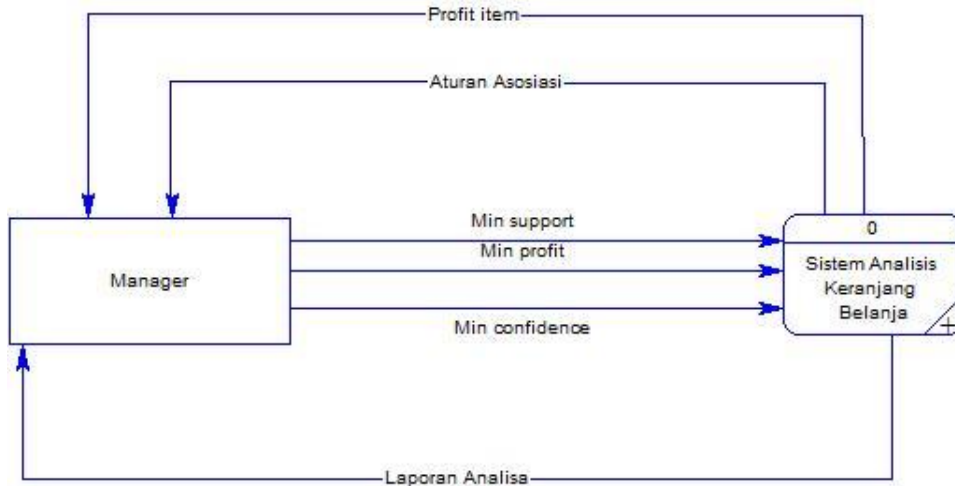 Profit item
Aturan Asosiasi
Min support
0
Min profit
Manager
Sistem Analisis
Keranjang
Belanja
Min confidence
Laporan Analisa